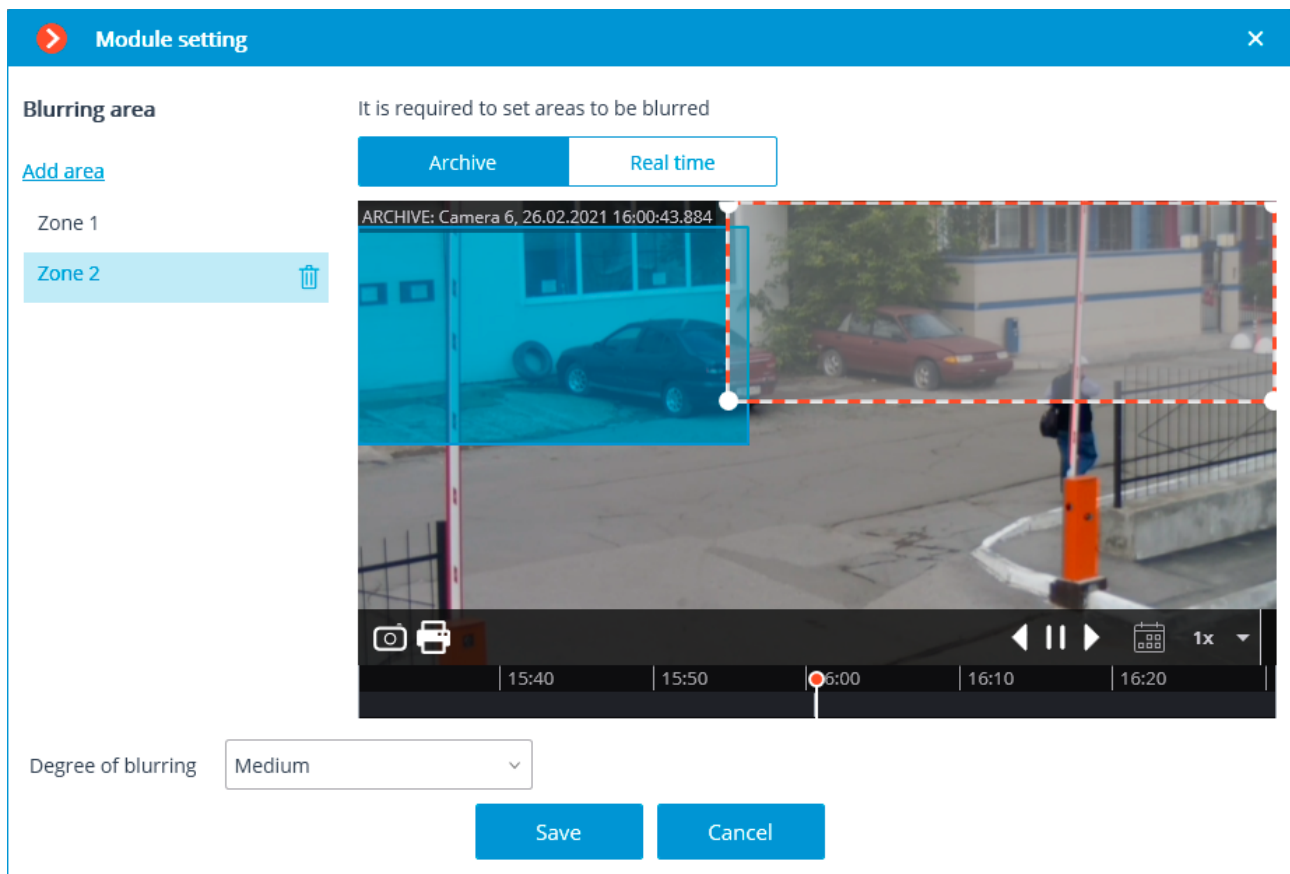 Module setting
Blurring area
It is required to set areas to be blurred
Add area
Archive
Real time
Zone 1
Zone 2
ARCHIVE: Camera 6, 26.02.2021 16:00:43.884
1x
15:40
15:50
16:00
16:10
16:20
Degree of blurring
Medium
Save
Cancel